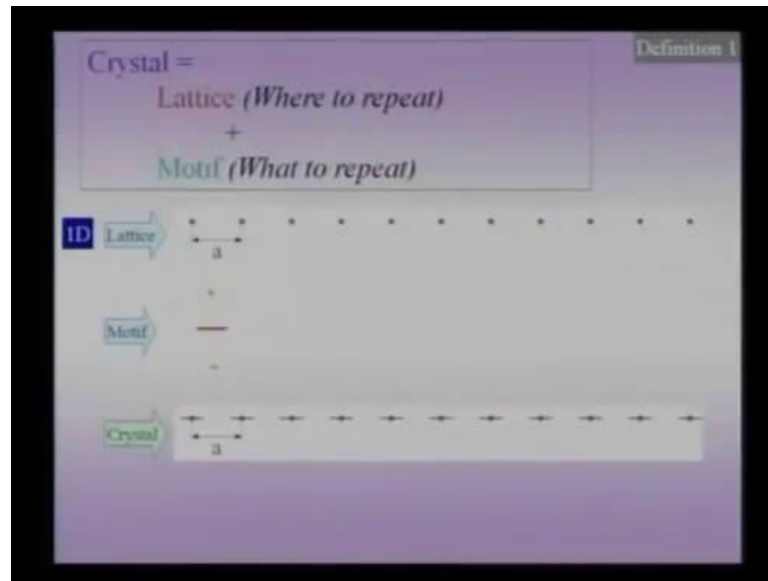 Definition 1
Crystal =
Lattice (Where to repeat)
+
Motif (What to repeat)
1D Lattice
a
Motif
Crystal
a